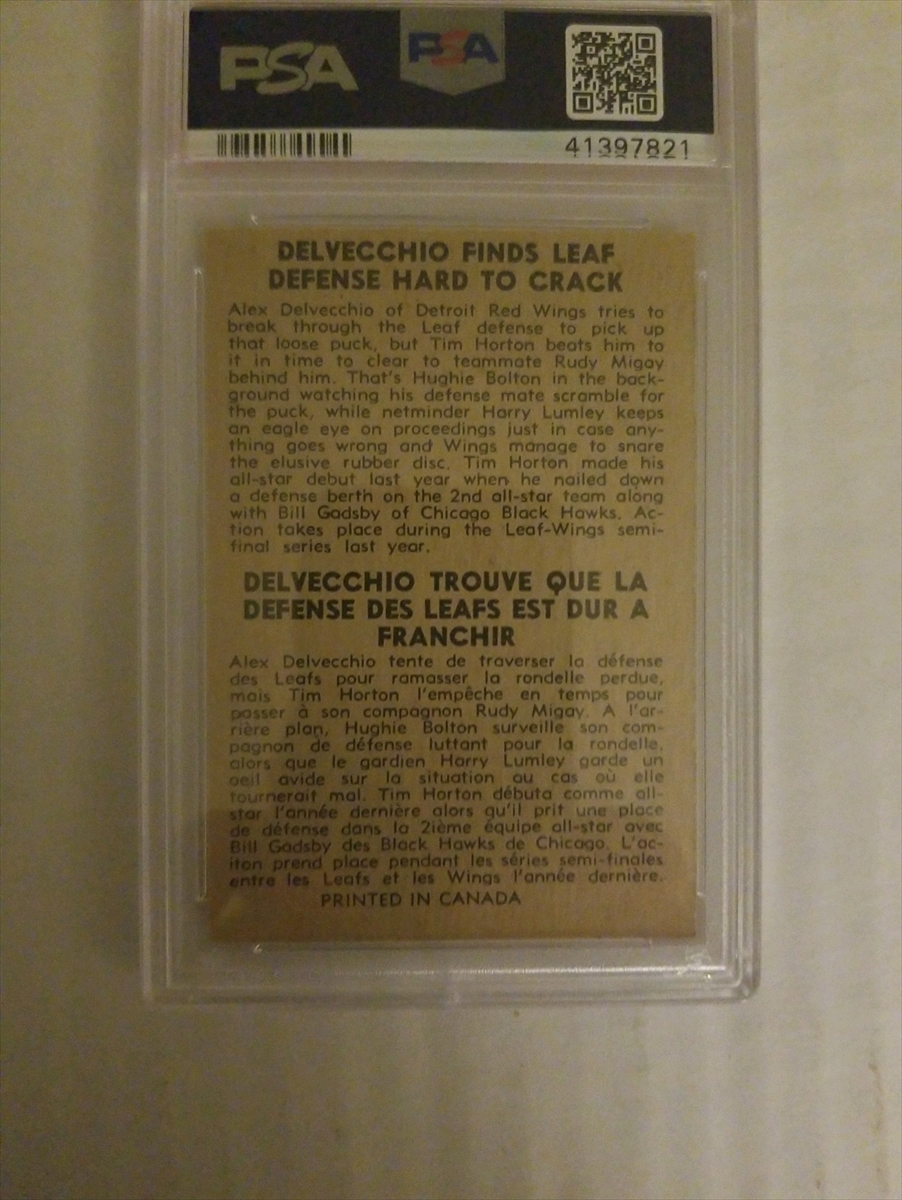 PSA
PSA
41397821
DELVECCHIO FINDS LEAF
DEFENSE HARD TO CRACK
Alex Delvecchio of Detroit Red Wings tries to
break through the Leaf defense to pick up
that loose puck, but Tim Horton beats him to
it in time to clear to teammate Rudy Migay
behind him. That's Hughie Bolton in the back-
ground watching his defense mate scramble for
the puck, while netminder Harry Lumley keeps
an eagle eye on proceedings just in case any-
thing goes wrong and Wings manage to snare
the elusive rubber disc. Tim Horton made his
all-star debut last year when he nailed down
a defense berth on the 2nd all-star team along
with Bill Gadsby of Chicago Black Hawks. Ac-
tion takes place during the Leaf-Wings semi-
final series last year.
DELVECCHIO TROUVE QUE LA
DEFENSE DES LEAFS EST DUR A
FRANCHIR
Alex Delvecchio tente de traverser la défense
des Leafs pour ramasser la rondelle perdue,
mais Tim Horton l'empêche en temps pour
passer à son compagnon Rudy Migay. A l'ar-
rière plan, Hughie Bolton surveille son com-
pagnon de défense luttant pour la rondelle,
alors que le gardien Harry Lumley garde un
oeil avide sur la situation au cas où elle
tournerait mal. Tim Horton débuta comme all-
star l'année dernière alors qu'il prit une place
de défense dans la 2ième équipe all-star avec
Bill Gadsby des Black Hawks de Chicago. L'ac-
iton prend place pendant les séries semi-finales
entre les Leafs et les Wings l'année dernière.
PRINTED IN CANADA